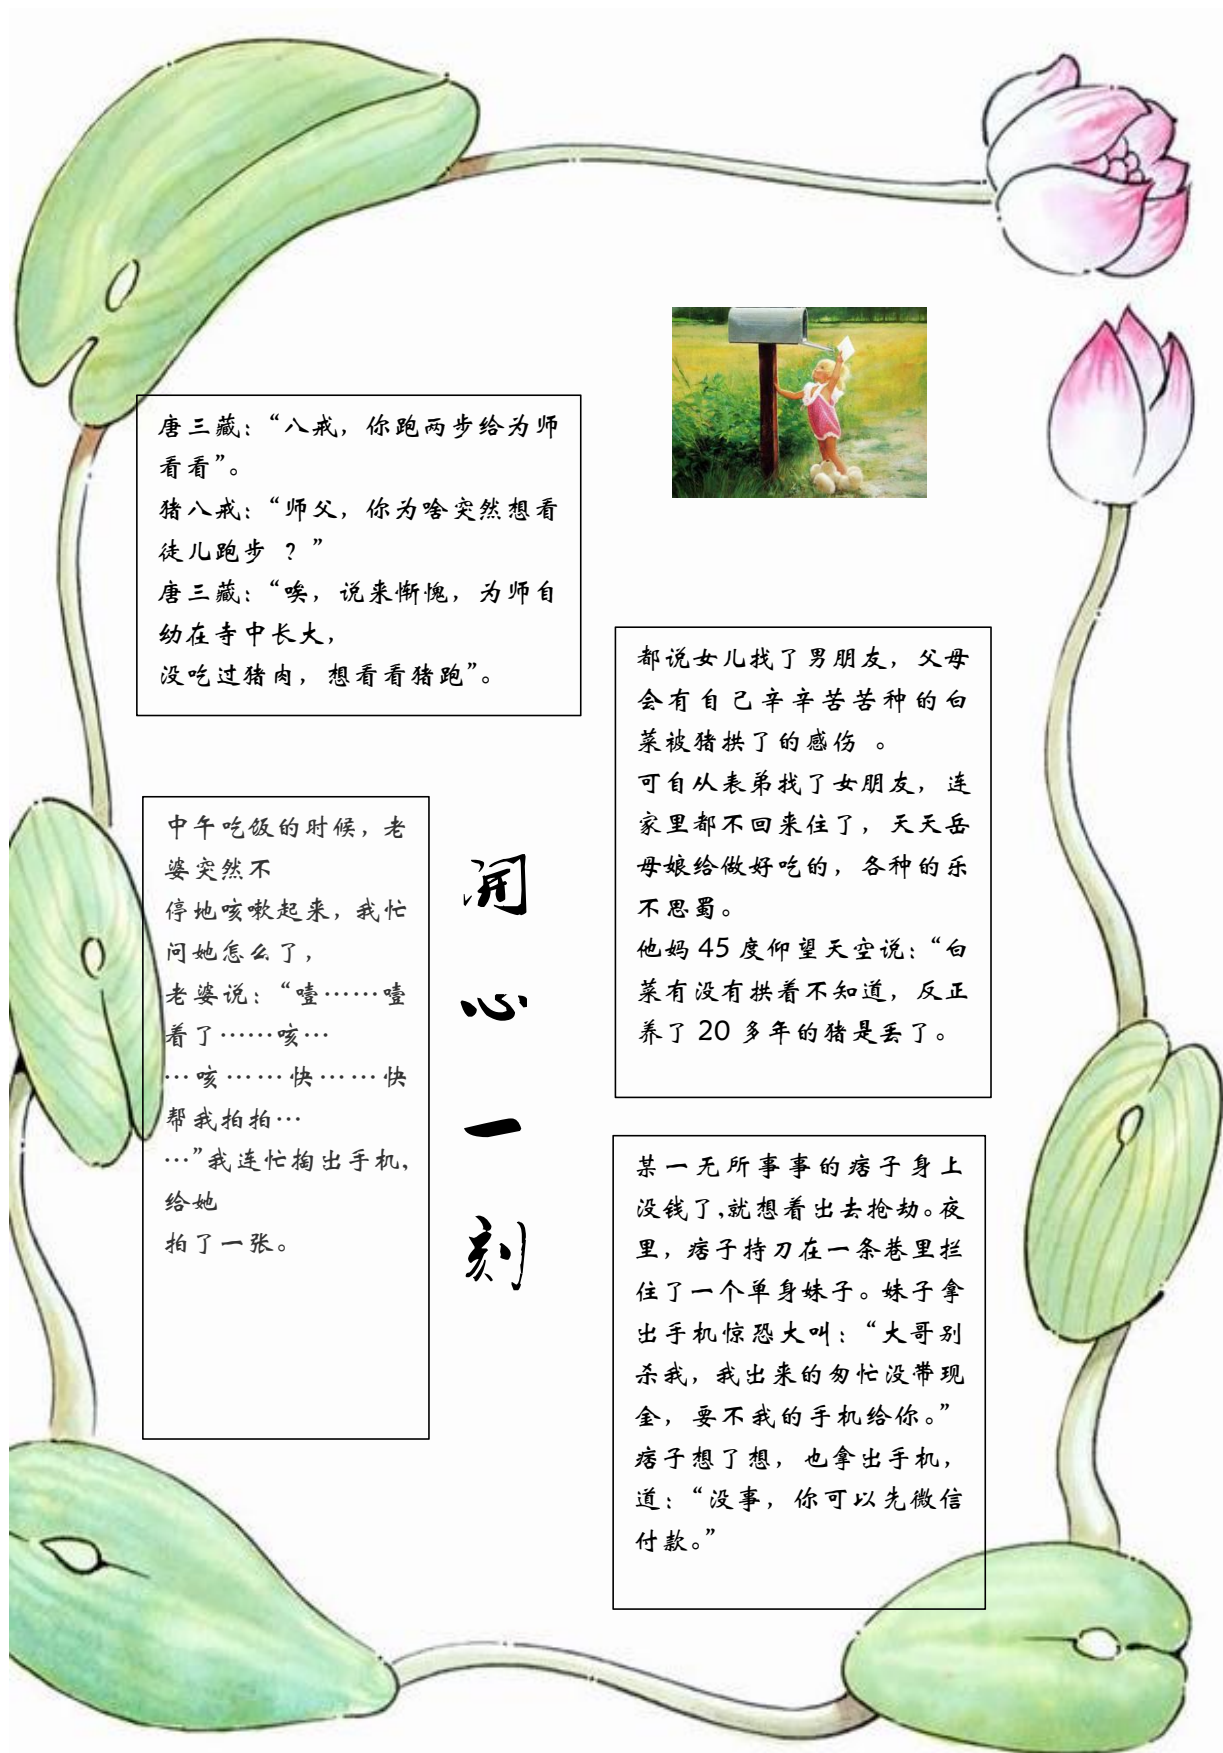 唐三藏：“八戒，你跑两步给为师
看看”。
猪八戒：“师父，你为啥突然想看
徒儿跑步 ？”
唐三藏：“唉，说来惭愧，为师自
幼在寺中长大，
没吃过猪肉，想看看猪跑”。
都说女儿找了男朋友，父母
会有自己辛辛苦苦种的白
菜被猪拱了的感伤 。
可自从表弟找了女朋友，连
家里都不回来住了，天天岳
母娘给做好吃的，各种的乐
不思蜀。
他妈 45 度仰望天空说：“白
菜有没有拱着不知道，反正
养了 20 多年的猪是丢了。
中午吃饭的时候，老
婆突然不
停地咳嗽起来，我忙
问她怎么了，
老婆说：“噎……噎
着了……咳…
…咳……快……快
帮我拍拍…
…”我连忙掏出手机，
给她
拍了一张。
开
心
一
刻
某一无所事事的痞子身上
没钱了，就想着出去抢劫。夜
里，痞子持刀在一条巷里拦
住了一个单身妹子。妹子拿
出手机惊恐大叫：“大哥别
杀我，我出来的匆忙没带现
金，要不我的手机给你。”
痞子想了想，也拿出手机，
道：“没事，你可以先微信
付款。”